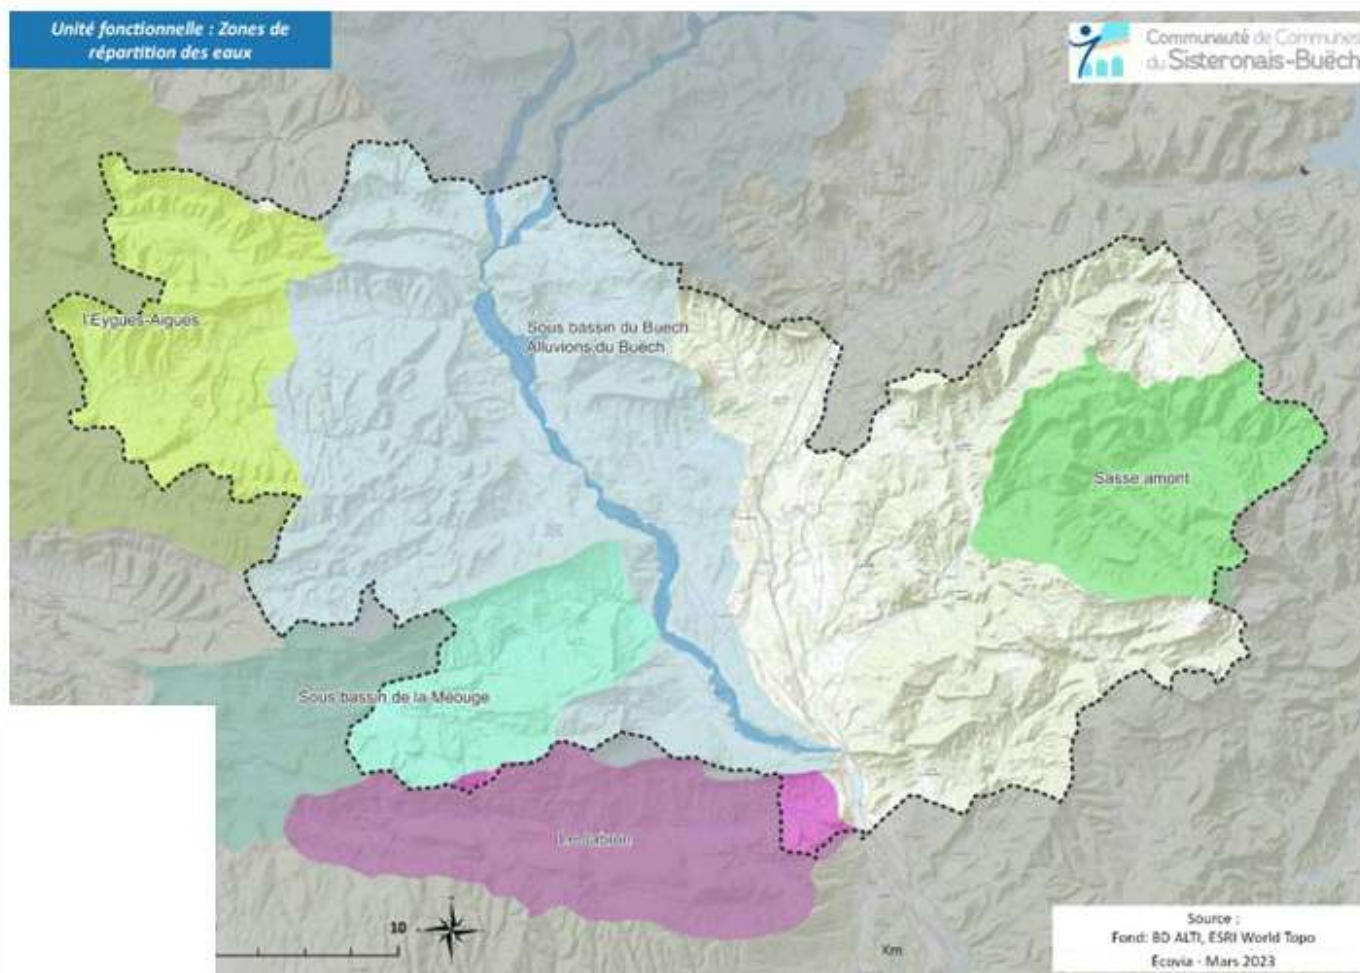 Unité fonctionnelle : Zones de
répartition des eaux
Communauté de Communes
du Sisteronais-Buëch
l'Eygues-Aigues
Sous bassin du Buech
Alluvions du Buëch
Sasse amont
Sous bassin de la Méouge
10
Km
Source :
Fond: BD ALTI, ESRI World Topo
Écovia - Mars 2023